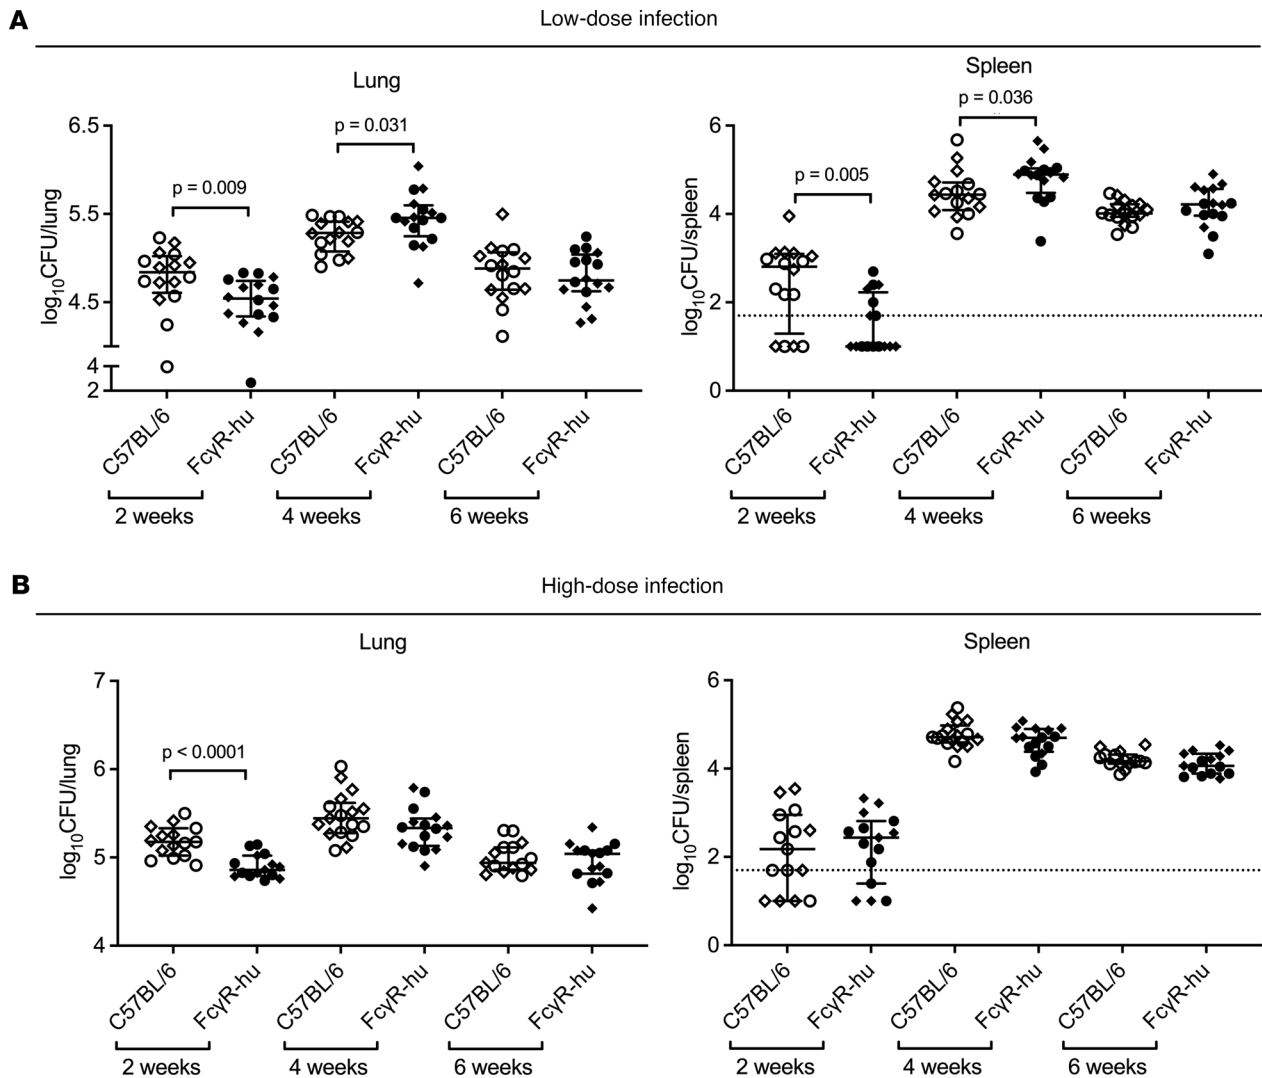 A
Low-dose infection
Lung
Spleen
log10CFU/lung
6.5
5.5
4.5
4
2
p = 0.009
p = 0.031
C57BL/6
FcγR-hu
C57BL/6
FcγR-hu
C57BL/6
FcγR-hu
2 weeks
4 weeks
6 weeks
log10CFU/spleen
6
4
2
0
p = 0.005
p = 0.036
C57BL/6
FcγR-hu
C57BL/6
FcγR-hu
C57BL/6
FcγR-hu
2 weeks
4 weeks
6 weeks
B
High-dose infection
Lung
Spleen
log10CFU/lung
7
6
5
4
p < 0.0001
C57BL/6
FcγR-hu
C57BL/6
FcγR-hu
C57BL/6
FcγR-hu
2 weeks
4 weeks
6 weeks
log10CFU/spleen
6
4
2
0
C57BL/6
FcγR-hu
C57BL/6
FcγR-hu
C57BL/6
FcγR-hu
2 weeks
4 weeks
6 weeks